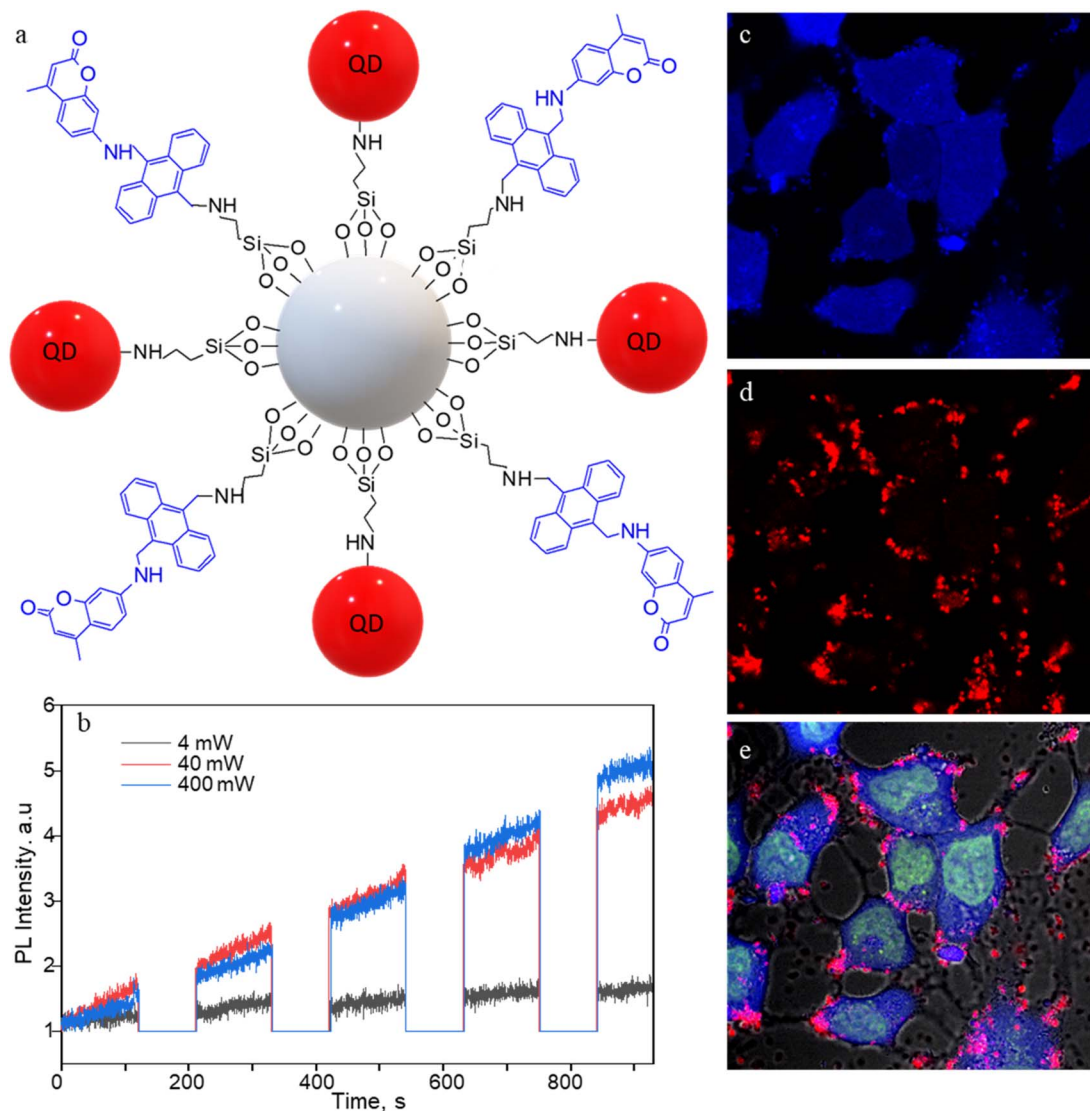 a
c
QD
O
O
HN
O
O
NH
NH
NH
NH
Si
Si
Si
O O O
O O O
O O O
QD
NH
Si
O
O
O
O
O
O
Si
NH
QD
d
O O O
O O O
O O O
Si
Si
Si
NH
NH
HN
NH
NH
O
O
QD
O
O
b
PL Intensity. a.u
6
5
4
3
2
1
4 mW
40 mW
400 mW
0
200
400
600
800
Time, s
e